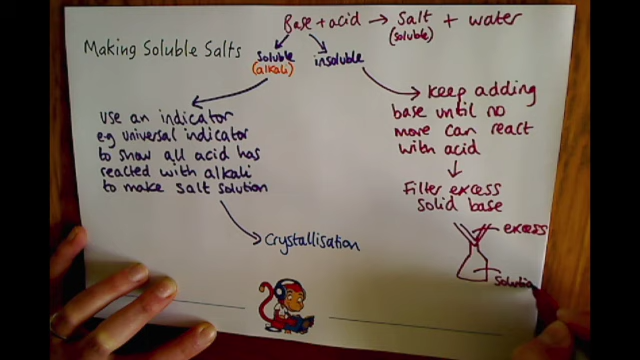 Base + acid → Salt + water
(soluble)
Making Soluble Salts
Soluble
(alkali)
insoluble
Keep adding
base until no
more can react
with acid
Use an indicator
e.g universal indicator
to show all acid has
reacted with alkali
to make salt solution
Filter excess
solid base
Crystallisation
excess
Solutio